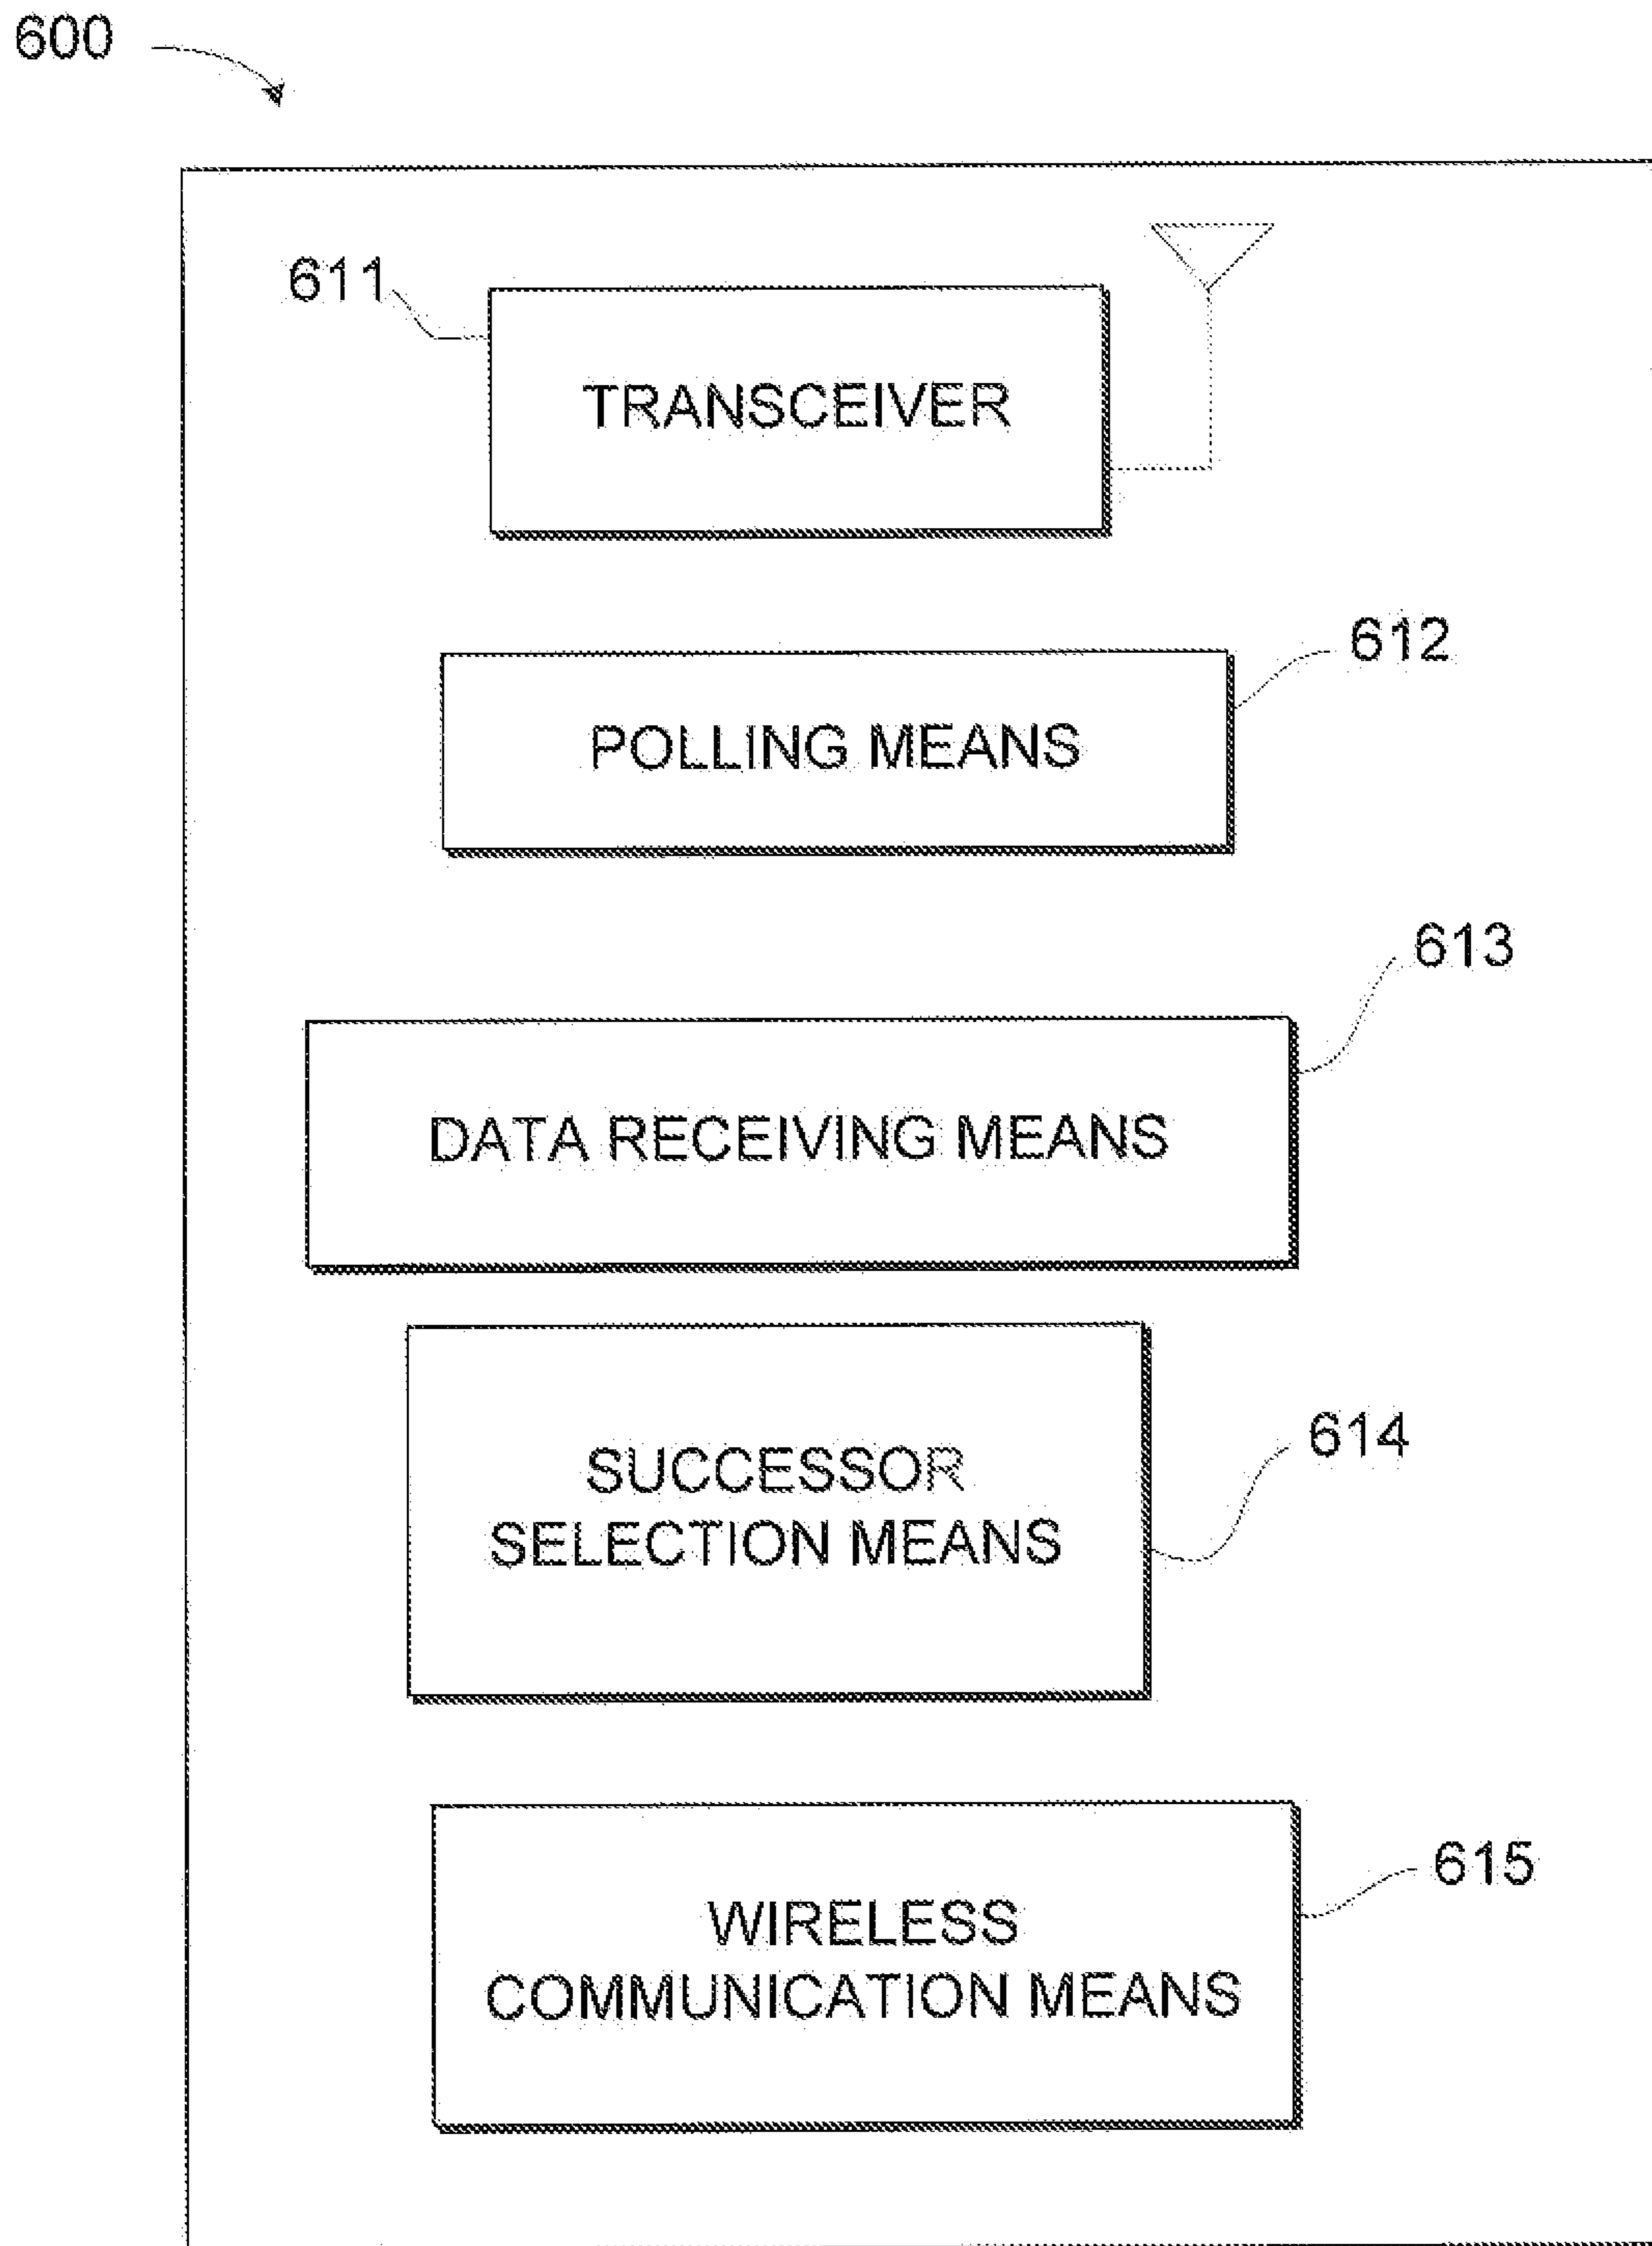 600
611
TRANSCEIVER
612
POLLING MEANS
613
DATA RECEIVING MEANS
614
SUCCESSOR
SELECTION MEANS
615
WIRELESS
COMMUNICATION MEANS